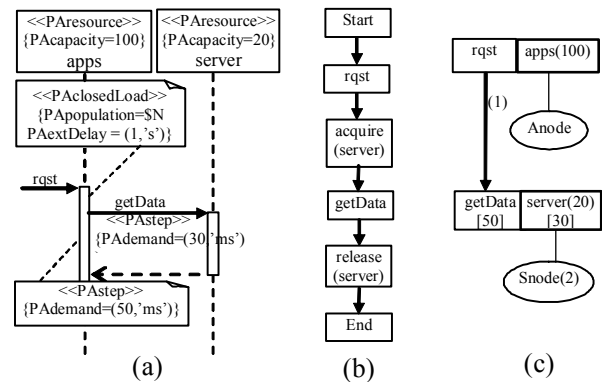 <<PAresource>>
{PAcapacity=100}
apps
<<PAresource>>
{PAcapacity=20}
server
<<PAclosedLoad>>
{PApopulation=$N
PAextDelay = (1,'s')}
rqst
getData
<<PAstep>>
{PAdemand=(30,'ms')
<<PAstep>>
{PAdemand=(50,'ms')}
(a)
Start
rqst
acquire
(server)
getData
release
(server)
End
(b)
rqst
apps(100)
(1)
Anode
getData
[50]
server(20)
[30]
Snode(2)
(c)